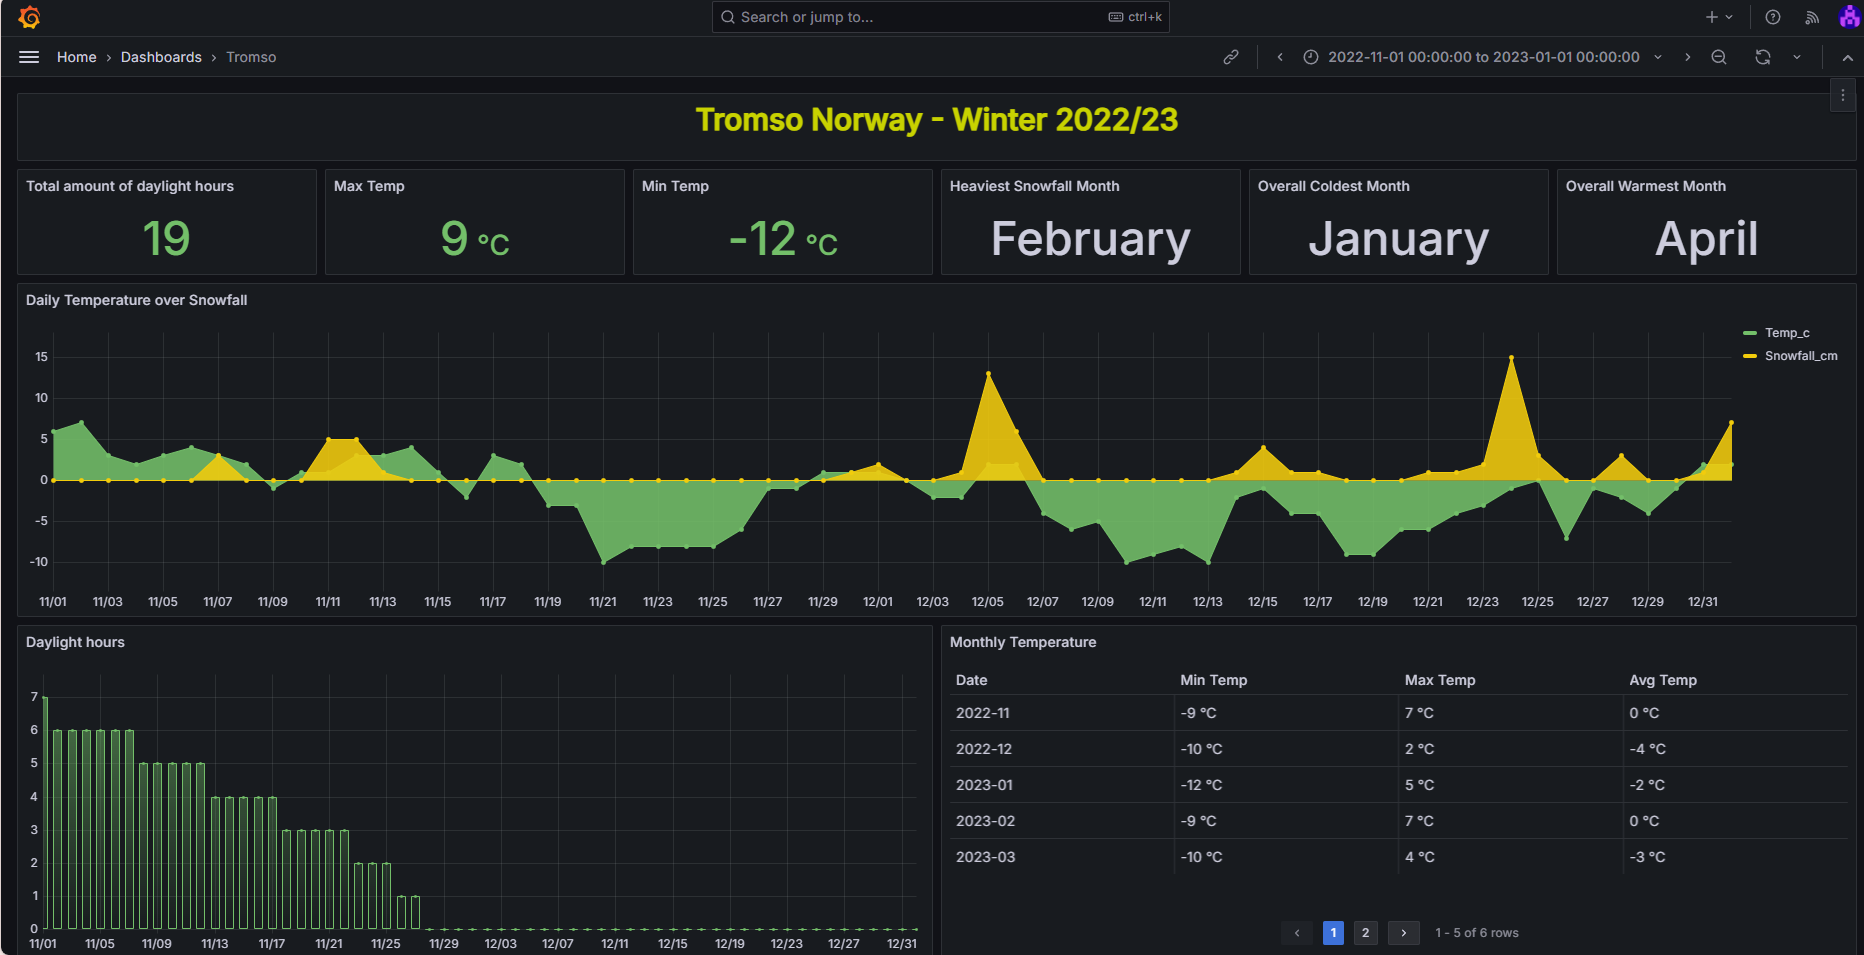 Search or jump to...
ctrl+k
Home › Dashboards › Tromso
2022-11-01 00:00:00 to 2023-01-01 00:00:00
Tromso Norway - Winter 2022/23
Total amount of daylight hours
19
Max Temp
9 °C
Min Temp
-12 °C
Heaviest Snowfall Month
February
Overall Coldest Month
January
Overall Warmest Month
April
Daily Temperature over Snowfall
Temp_c
Snowfall_cm
15
10
5
0
-5
-10
11/01 11/03 11/05 11/07 11/09 11/11 11/13 11/15 11/17 11/19 11/21 11/23 11/25 11/27 11/29 12/01 12/03 12/05 12/07 12/09 12/11 12/13 12/15 12/17 12/19 12/21 12/23 12/25 12/27 12/29 12/31
Daylight hours
7
6
5
4
3
2
1
0
11/01 11/05 11/09 11/13 11/17 11/21 11/25 11/29 12/03 12/07 12/11 12/15 12/19 12/23 12/27 12/31
Monthly Temperature
Date Min Temp Max Temp Avg Temp
2022-11 -9 °C 7 °C 0 °C
2022-12 -10 °C 2 °C -4 °C
2023-01 -12 °C 5 °C -2 °C
2023-02 -9 °C 7 °C 0 °C
2023-03 -10 °C 4 °C -3 °C
‹ 1 2 › 1 - 5 of 6 rows